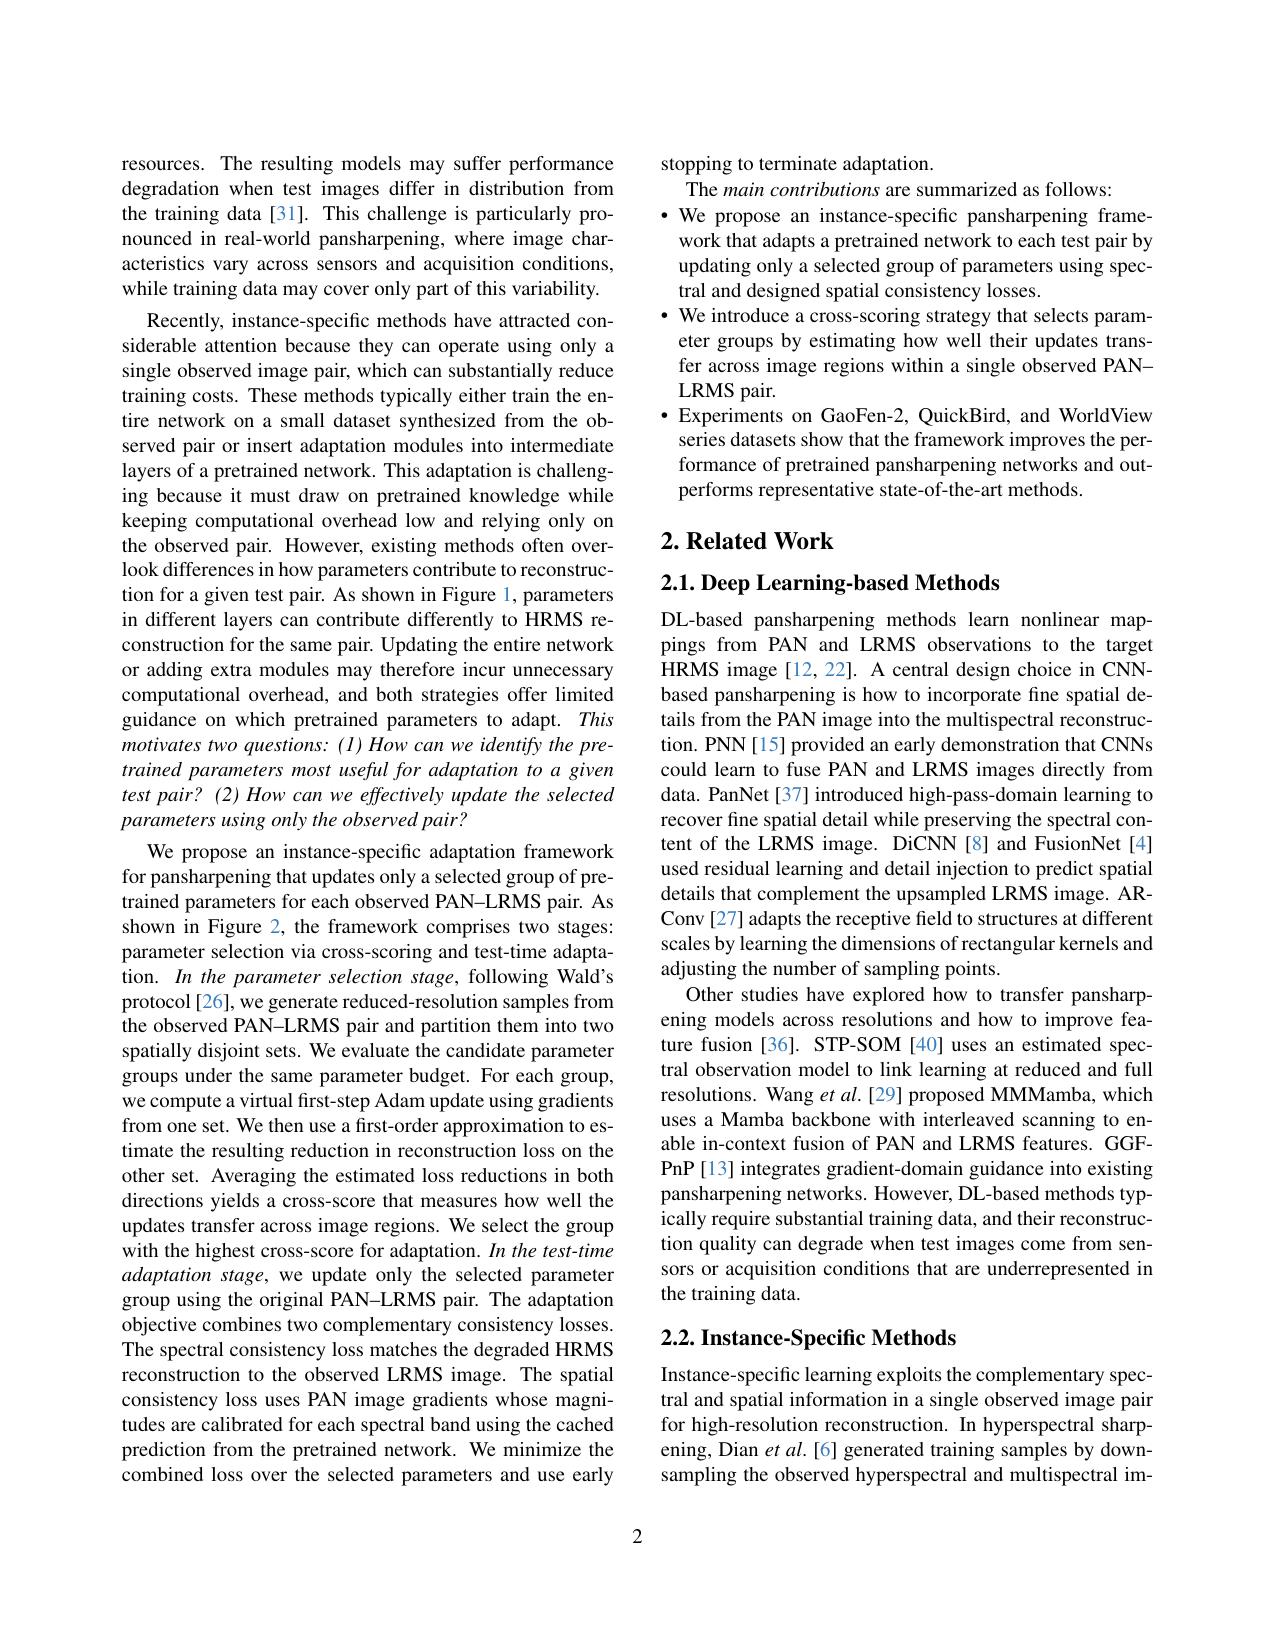 resources. The resulting models may suffer performance
degradation when test images differ in distribution from
the training data [31]. This challenge is particularly pro-
nounced in real-world pansharpening, where image char-
acteristics vary across sensors and acquisition conditions,
while training data may cover only part of this variability.
Recently, instance-specific methods have attracted con-
siderable attention because they can operate using only a
single observed image pair, which can substantially reduce
training costs. These methods typically either train the en-
tire network on a small dataset synthesized from the ob-
served pair or insert adaptation modules into intermediate
layers of a pretrained network. This adaptation is challeng-
ing because it must draw on pretrained knowledge while
keeping computational overhead low and relying only on
the observed pair. However, existing methods often over-
look differences in how parameters contribute to reconstruc-
tion for a given test pair. As shown in Figure 1, parameters
in different layers can contribute differently to HRMS re-
construction for the same pair. Updating the entire network
or adding extra modules may therefore incur unnecessary
computational overhead, and both strategies offer limited
guidance on which pretrained parameters to adapt. This
motivates two questions: (1) How can we identify the pre-
trained parameters most useful for adaptation to a given
test pair? (2) How can we effectively update the selected
parameters using only the observed pair?
We propose an instance-specific adaptation framework
for pansharpening that updates only a selected group of pre-
trained parameters for each observed PAN–LRMS pair. As
shown in Figure 2, the framework comprises two stages:
parameter selection via cross-scoring and test-time adapta-
tion. In the parameter selection stage, following Wald's
protocol [26], we generate reduced-resolution samples from
the observed PAN–LRMS pair and partition them into two
spatially disjoint sets. We evaluate the candidate parameter
groups under the same parameter budget. For each group,
we compute a virtual first-step Adam update using gradients
from one set. We then use a first-order approximation to es-
timate the resulting reduction in reconstruction loss on the
other set. Averaging the estimated loss reductions in both
directions yields a cross-score that measures how well the
updates transfer across image regions. We select the group
with the highest cross-score for adaptation. In the test-time
adaptation stage, we update only the selected parameter
group using the original PAN–LRMS pair. The adaptation
objective combines two complementary consistency losses.
The spectral consistency loss matches the degraded HRMS
reconstruction to the observed LRMS image. The spatial
consistency loss uses PAN image gradients whose magni-
tudes are calibrated for each spectral band using the cached
prediction from the pretrained network. We minimize the
combined loss over the selected parameters and use early
stopping to terminate adaptation.
The main contributions are summarized as follows:
• We propose an instance-specific pansharpening frame-
work that adapts a pretrained network to each test pair by
updating only a selected group of parameters using spec-
tral and designed spatial consistency losses.
• We introduce a cross-scoring strategy that selects param-
eter groups by estimating how well their updates trans-
fer across image regions within a single observed PAN–
LRMS pair.
• Experiments on GaoFen-2, QuickBird, and WorldView
series datasets show that the framework improves the per-
formance of pretrained pansharpening networks and out-
performs representative state-of-the-art methods.
2. Related Work
2.1. Deep Learning-based Methods
DL-based pansharpening methods learn nonlinear map-
pings from PAN and LRMS observations to the target
HRMS image [12, 22]. A central design choice in CNN-
based pansharpening is how to incorporate fine spatial de-
tails from the PAN image into the multispectral reconstruc-
tion. PNN [15] provided an early demonstration that CNNs
could learn to fuse PAN and LRMS images directly from
data. PanNet [37] introduced high-pass-domain learning to
recover fine spatial detail while preserving the spectral con-
tent of the LRMS image. DiCNN [8] and FusionNet [4]
used residual learning and detail injection to predict spatial
details that complement the upsampled LRMS image. AR-
Conv [27] adapts the receptive field to structures at different
scales by learning the dimensions of rectangular kernels and
adjusting the number of sampling points.
Other studies have explored how to transfer pansharp-
ening models across resolutions and how to improve fea-
ture fusion [36]. STP-SOM [40] uses an estimated spec-
tral observation model to link learning at reduced and full
resolutions. Wang et al. [29] proposed MMMamba, which
uses a Mamba backbone with interleaved scanning to en-
able in-context fusion of PAN and LRMS features. GGF-
PnP [13] integrates gradient-domain guidance into existing
pansharpening networks. However, DL-based methods typ-
ically require substantial training data, and their reconstruc-
tion quality can degrade when test images come from sen-
sors or acquisition conditions that are underrepresented in
the training data.
2.2. Instance-Specific Methods
Instance-specific learning exploits the complementary spec-
tral and spatial information in a single observed image pair
for high-resolution reconstruction. In hyperspectral sharp-
ening, Dian et al. [6] generated training samples by down-
sampling the observed hyperspectral and multispectral im-
2